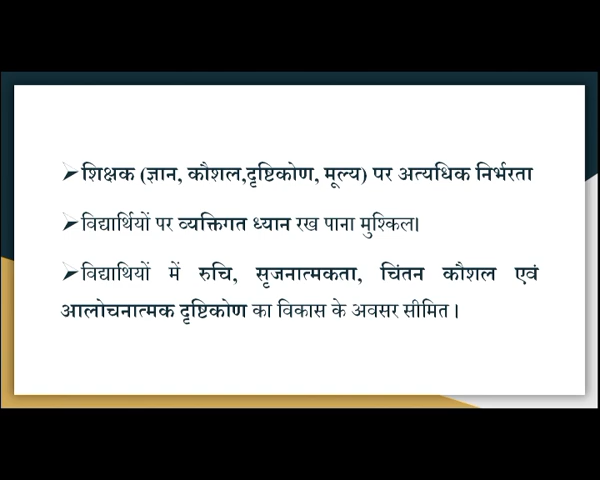 ➢शिक्षक (ज्ञान, कौशल,दृष्टिकोण, मूल्य) पर अत्यधिक निर्भरता
➢विद्यार्थियों पर व्यक्तिगत ध्यान रख पाना मुश्किल।
➢विद्याथियों में रुचि, सृजनात्मकता, चिंतन कौशल एवं
आलोचनात्मक दृष्टिकोण का विकास के अवसर सीमित।